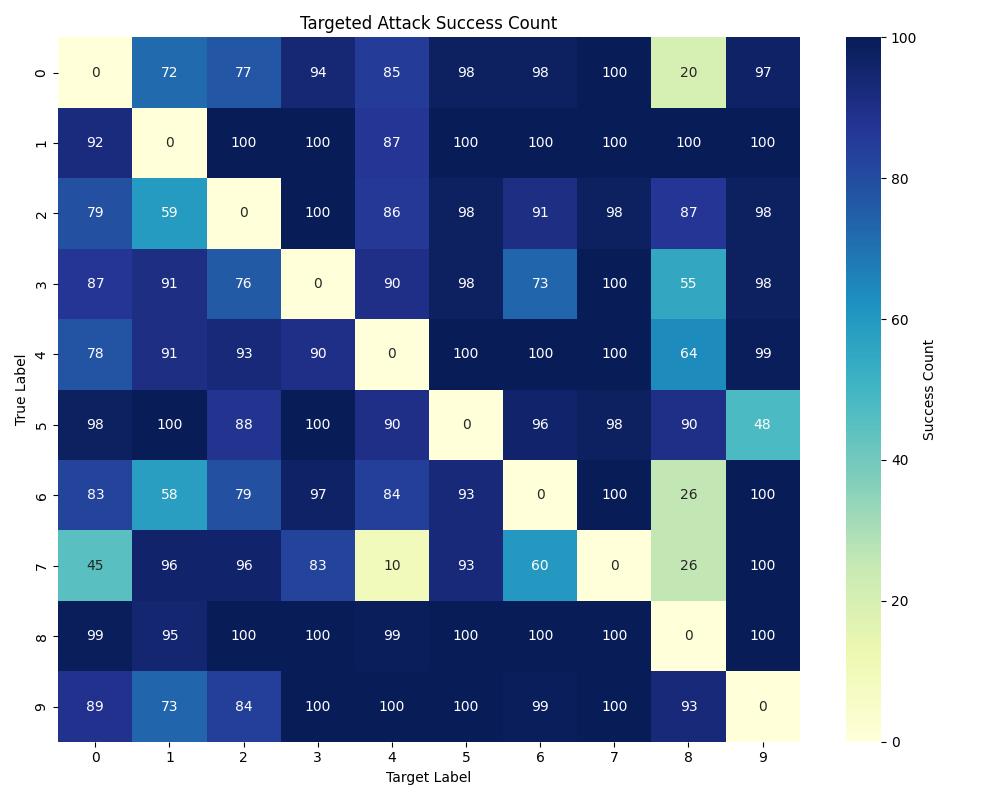 Targeted Attack Success Count
0 0 72 77 94 85 98 98 100 20 97
1 92 0 100 100 87 100 100 100 100 100
2 79 59 0 100 86 98 91 98 87 98
3 87 91 76 0 90 98 73 100 55 98
4 78 91 93 90 0 100 100 100 64 99
5 98 100 88 100 90 0 96 98 90 48
6 83 58 79 97 84 93 0 100 26 100
7 45 96 96 83 10 93 60 0 26 100
8 99 95 100 100 99 100 100 100 0 100
9 89 73 84 100 100 100 99 100 93 0
0 1 2 3 4 5 6 7 8 9
Target Label
True Label
100
80
60
40
20
0
Success Count